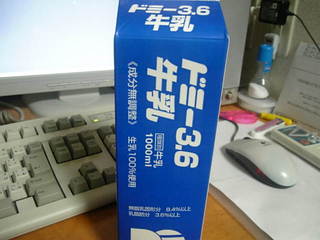 ドミー3.6
牛乳
ドミー3.6
牛乳
《成分無調整》
種類別 牛乳
1000ml
生乳100%使用
無脂乳固形分 8.4%以上
乳脂肪分 3.6%以上